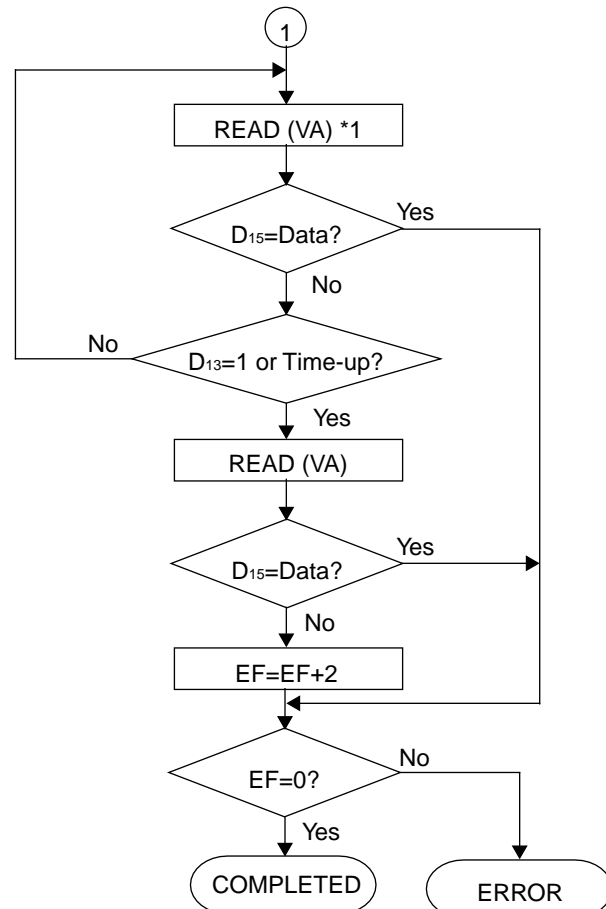 1
READ (VA) *1
D15=Data?
Yes
No
D13=1 or Time-up?
No
Yes
READ (VA)
D15=Data?
Yes
No
EF=EF+2
EF=0?
No
Yes
COMPLETED
ERROR